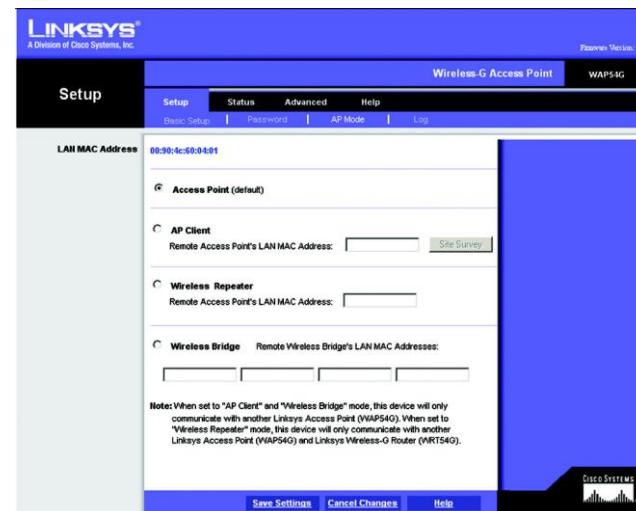 LINKSYS®
A Division of Cisco Systems, Inc.
Firmware Version:
Wireless-G Access Point WAP54G
Setup
Setup Status Advanced Help
Basic Setup | Password | AP Mode | Log
LAN MAC Address
00:90:4c:60:04:01
Access Point (default)
AP Client
Remote Access Point's LAN MAC Address: Site Survey
Wireless Repeater
Remote Access Point's LAN MAC Address:
Wireless Bridge Remote Wireless Bridge's LAN MAC Addresses:
Note: When set to "AP Client" and "Wireless Bridge" mode, this device will only
communicate with another Linksys Access Point (WAP54G). When set to
"Wireless Repeater" mode, this device will only communicate with another
Linksys Access Point (WAP54G) and Linksys Wireless-G Router (WRT54G).
Save Settings Cancel Changes Help
CISCO SYSTEMS